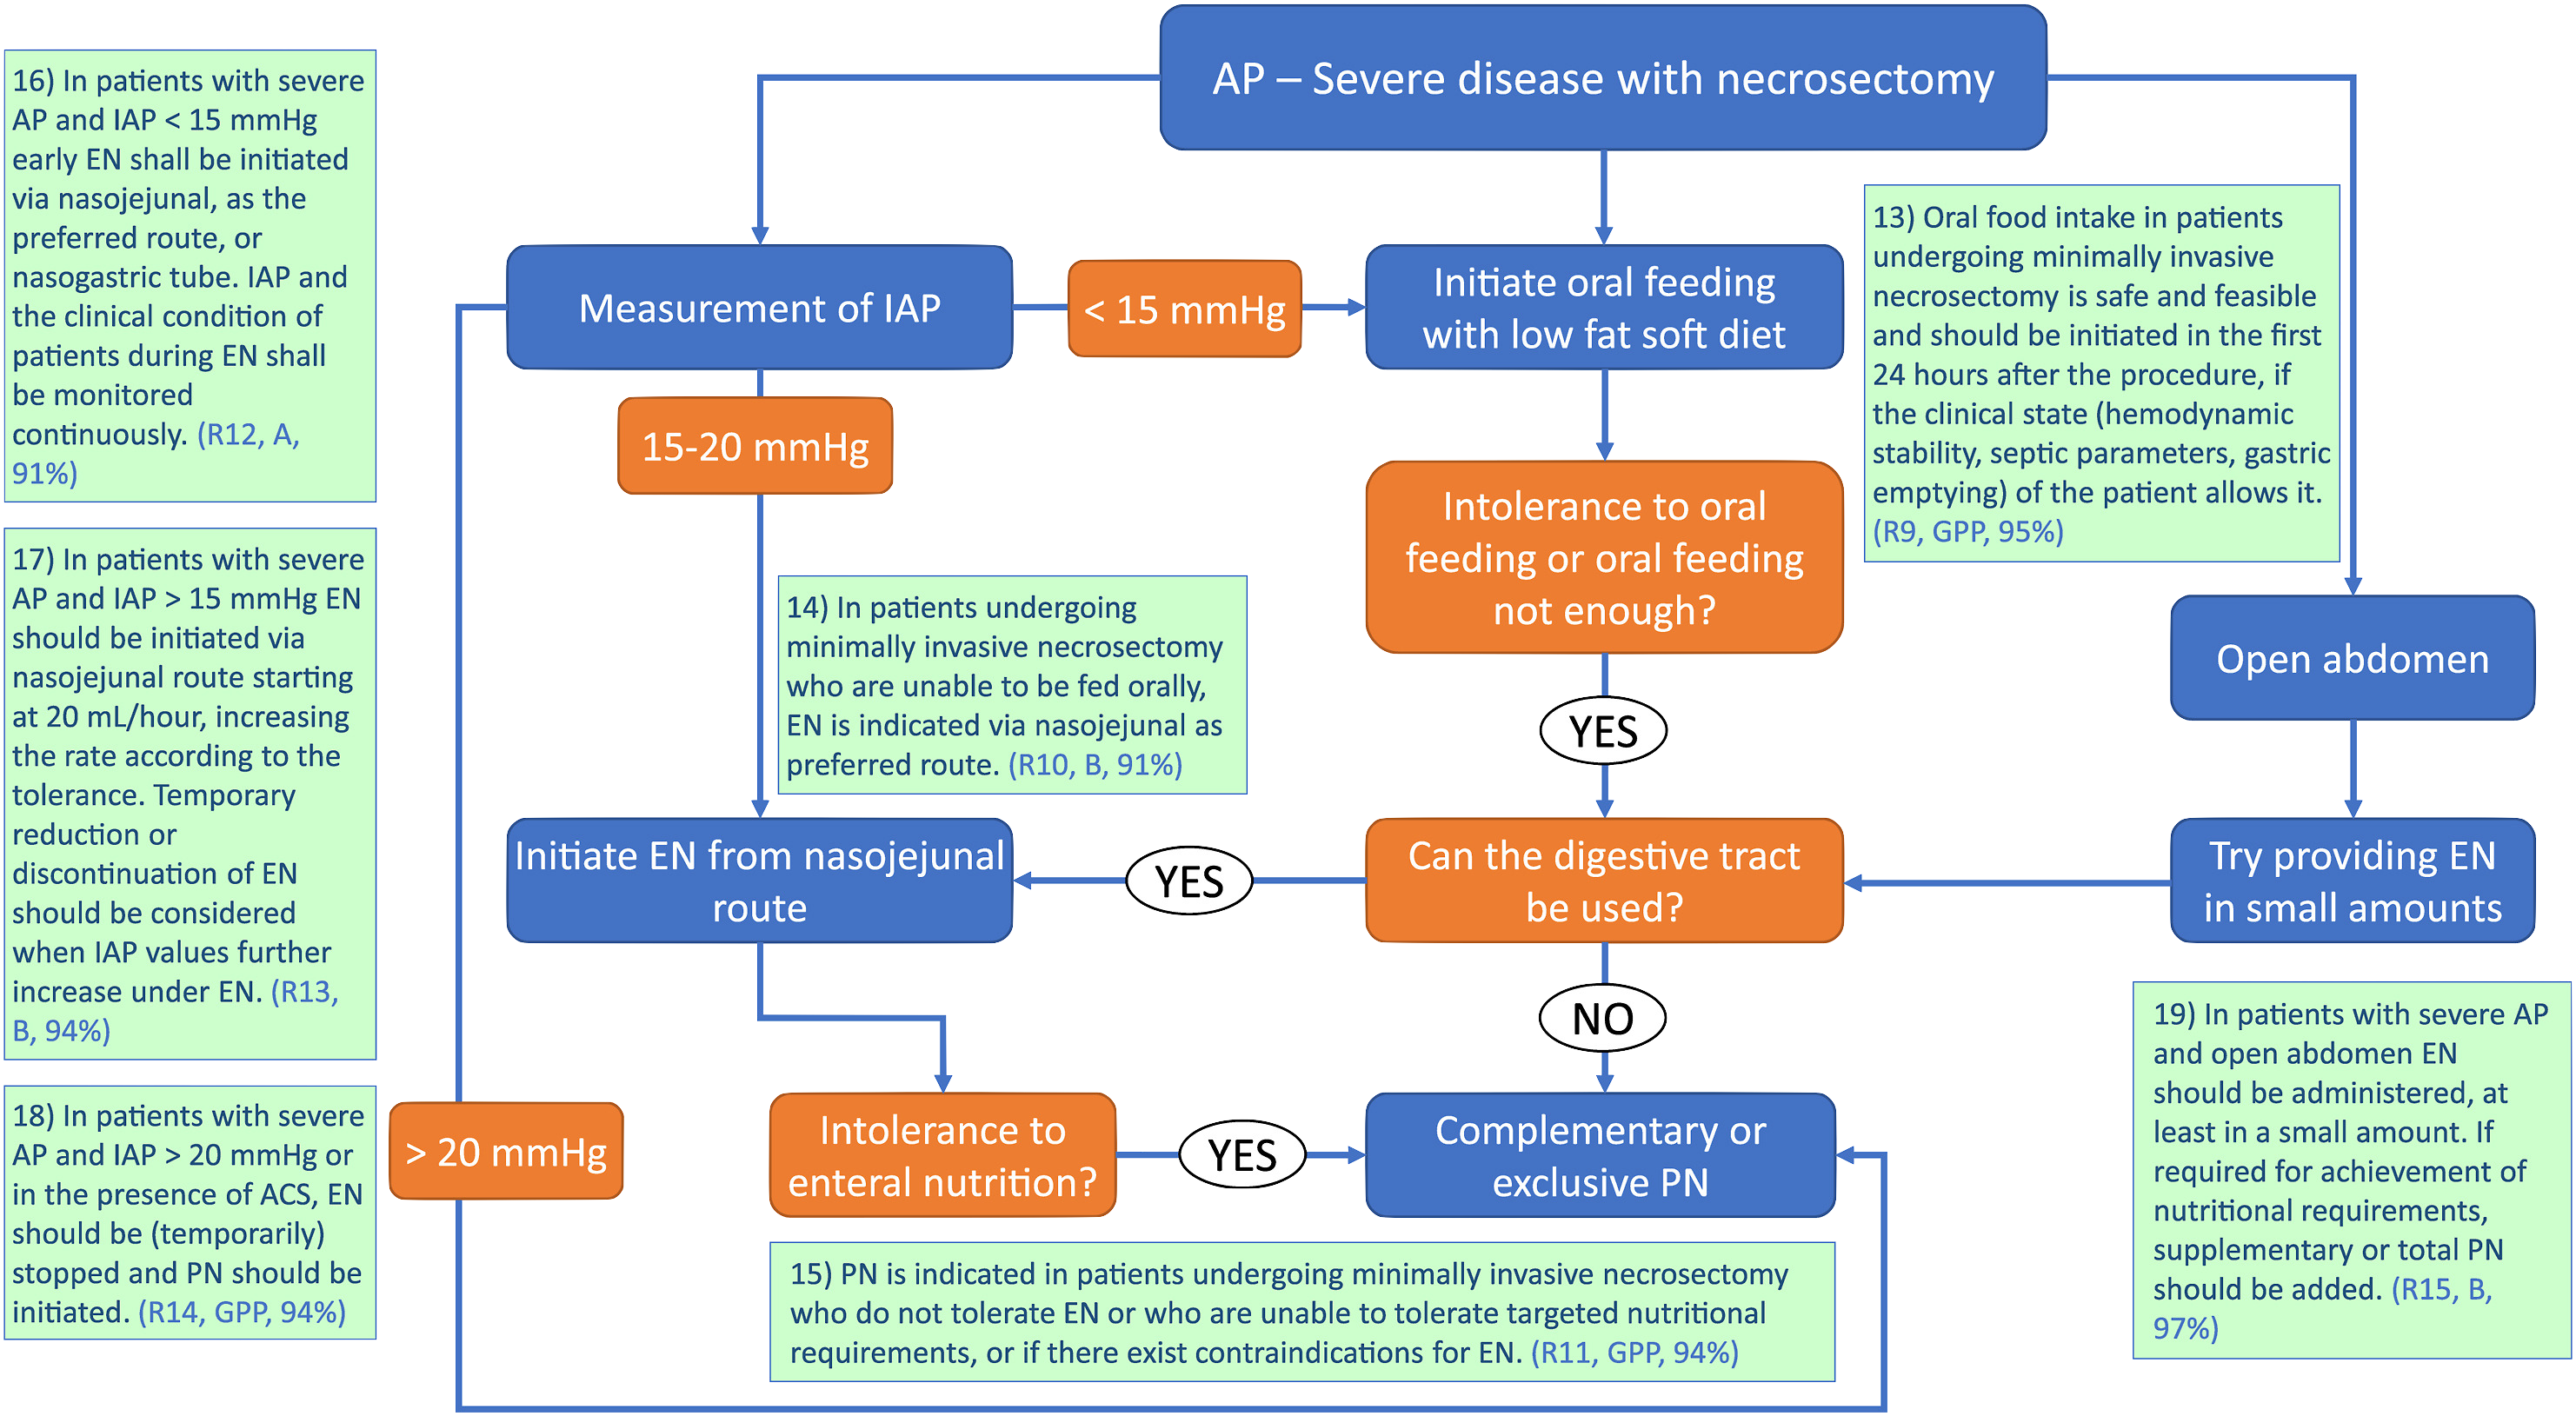 AP – Severe disease with necrosectomy
16) In patients with severe
AP and IAP < 15 mmHg
early EN shall be initiated
via nasojejunal, as the
preferred route, or
nasogastric tube. IAP and
the clinical condition of
patients during EN shall
be monitored
continuously. (R12, A,
91%)
Measurement of IAP
< 15 mmHg
Initiate oral feeding
with low fat soft diet
13) Oral food intake in patients
undergoing minimally invasive
necrosectomy is safe and feasible
and should be initiated in the first
24 hours after the procedure, if
the clinical state (hemodynamic
stability, septic parameters, gastric
emptying) of the patient allows it.
(R9, GPP, 95%)
15-20 mmHg
Intolerance to oral
feeding or oral feeding
not enough?
17) In patients with severe
AP and IAP > 15 mmHg EN
should be initiated via
nasojejunal route starting
at 20 mL/hour, increasing
the rate according to the
tolerance. Temporary
reduction or
discontinuation of EN
should be considered
when IAP values further
increase under EN. (R13,
B, 94%)
14) In patients undergoing
minimally invasive necrosectomy
who are unable to be fed orally,
EN is indicated via nasojejunal as
preferred route. (R10, B, 91%)
YES
Open abdomen
Initiate EN from nasojejunal
route
YES
Can the digestive tract
be used?
Try providing EN
in small amounts
NO
18) In patients with severe
AP and IAP > 20 mmHg or
in the presence of ACS, EN
should be (temporarily)
stopped and PN should be
initiated. (R14, GPP, 94%)
> 20 mmHg
Intolerance to
enteral nutrition?
YES
Complementary or
exclusive PN
19) In patients with severe AP
and open abdomen EN
should be administered, at
least in a small amount. If
required for achievement of
nutritional requirements,
supplementary or total PN
should be added. (R15, B,
97%)
15) PN is indicated in patients undergoing minimally invasive necrosectomy
who do not tolerate EN or who are unable to tolerate targeted nutritional
requirements, or if there exist contraindications for EN. (R11, GPP, 94%)